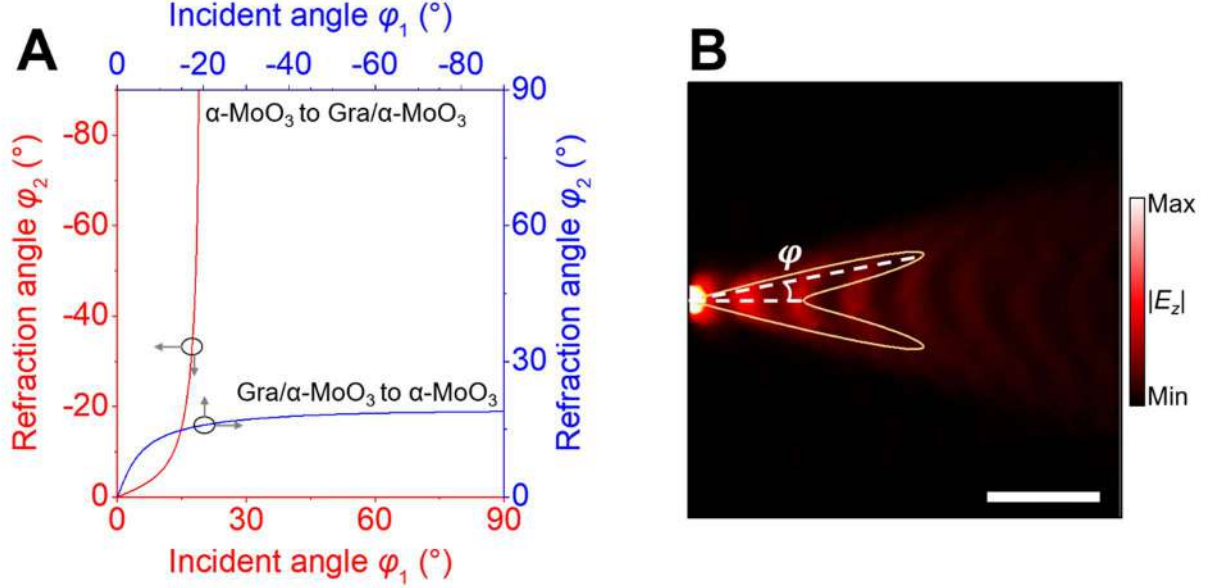 A
Incident angle φ₁ (°)
0 -20 -40 -60 -80
α-MoO₃ to Gra/α-MoO₃
Gra/α-MoO₃ to α-MoO₃
Refraction angle φ₂ (°)
-80
-60
-40
-20
0
Refraction angle φ₂ (°)
90
60
30
0
0 30 60 90
Incident angle φ₁ (°)
B
φ
Max
|E_z|
Min